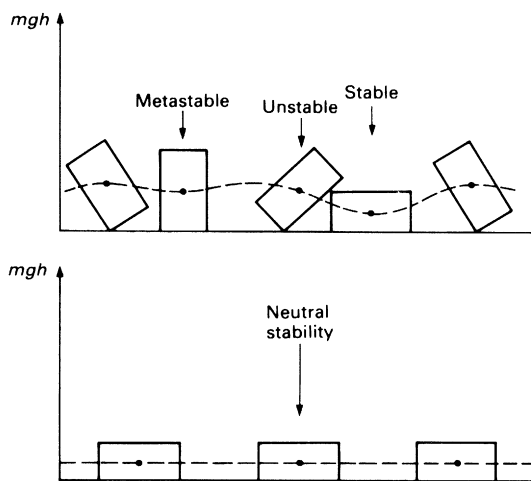 mgh
Metastable
Unstable
Stable
mgh
Neutral
stability